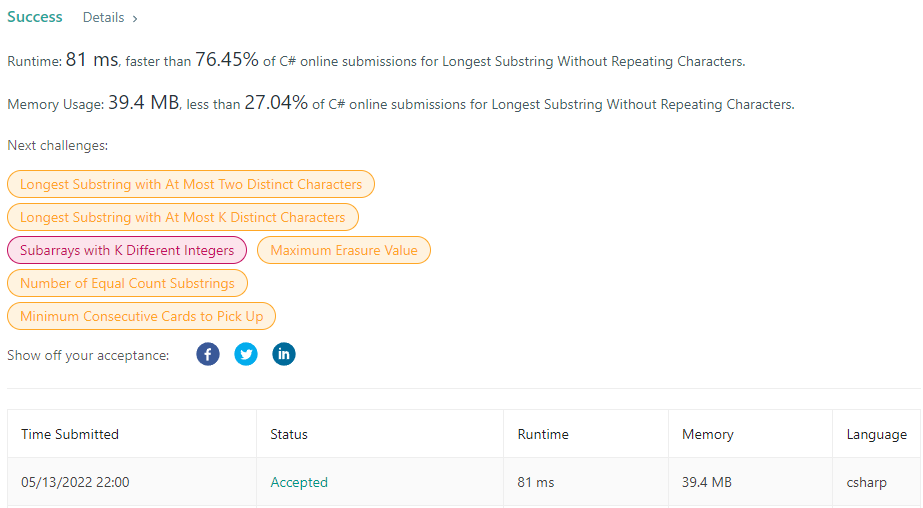 Success Details ›
Runtime: 81 ms, faster than 76.45% of C# online submissions for Longest Substring Without Repeating Characters.
Memory Usage: 39.4 MB, less than 27.04% of C# online submissions for Longest Substring Without Repeating Characters.
Next challenges:
Longest Substring with At Most Two Distinct Characters
Longest Substring with At Most K Distinct Characters
Subarrays with K Different Integers Maximum Erasure Value
Number of Equal Count Substrings
Minimum Consecutive Cards to Pick Up
Show off your acceptance: f in
Time Submitted Status Runtime Memory Language
05/13/2022 22:00 Accepted 81 ms 39.4 MB csharp